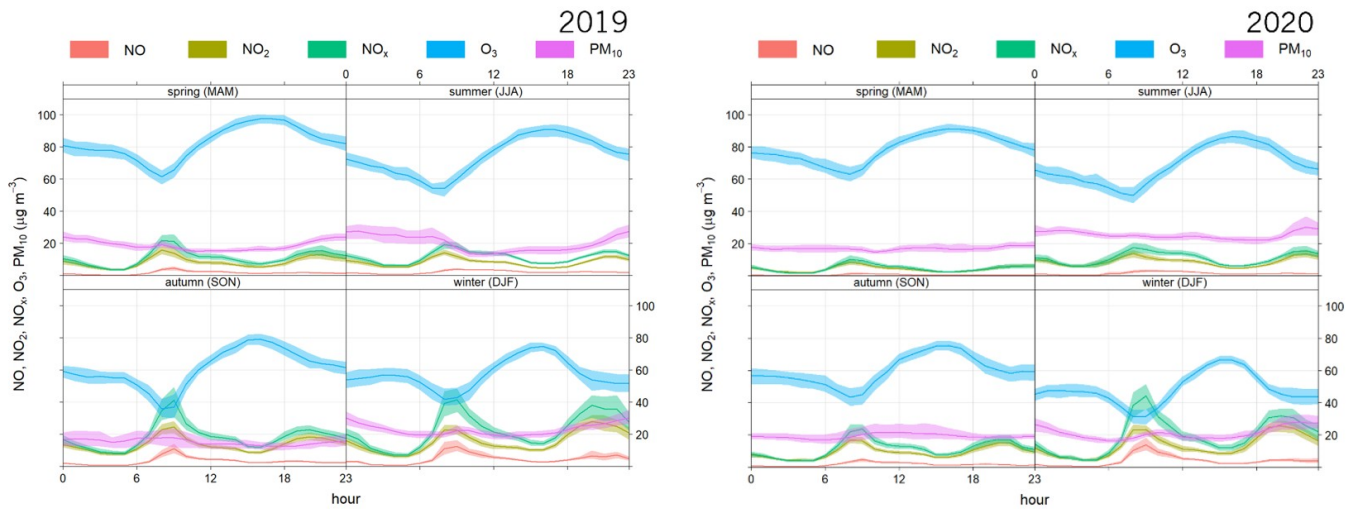 2019
NO NO₂ NOₓ O₃ PM₁₀
0 6 12 18 23
spring (MAM) summer (JJA)
100
80
60
40
20
autumn (SON) winter (DJF)
100
80
60
40
20
0 6 12 18 23
hour
NO, NO₂, NOₓ, O₃, PM₁₀ (µg m⁻³)
2020
NO NO₂ NOₓ O₃ PM₁₀
0 6 12 18 23
spring (MAM) summer (JJA)
100
80
60
40
20
autumn (SON) winter (DJF)
100
80
60
40
20
0 6 12 18 23
hour
NO, NO₂, NOₓ, O₃, PM₁₀ (µg m⁻³)